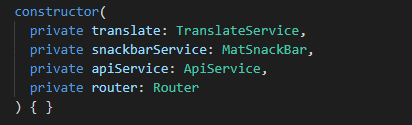 constructor(
  private translate: TranslateService,
  private snackbarService: MatSnackBar,
  private apiService: ApiService,
  private router: Router
) { }